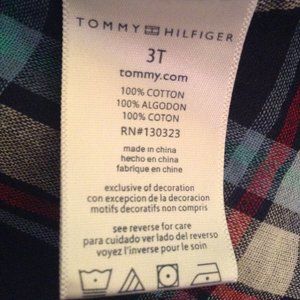 TOMMY HILFIGER
3T
tommy.com
100% COTTON
100% ALGODON
100% COTON
RN#130323
made in china
hecho en china
fabrique en chine
exclusive of decoration
con excepcion de la decoracion
motifs decoratifs non compris
see reverse for care
para cuidado ver lado del reverso
voyez l'inverse pour le soin